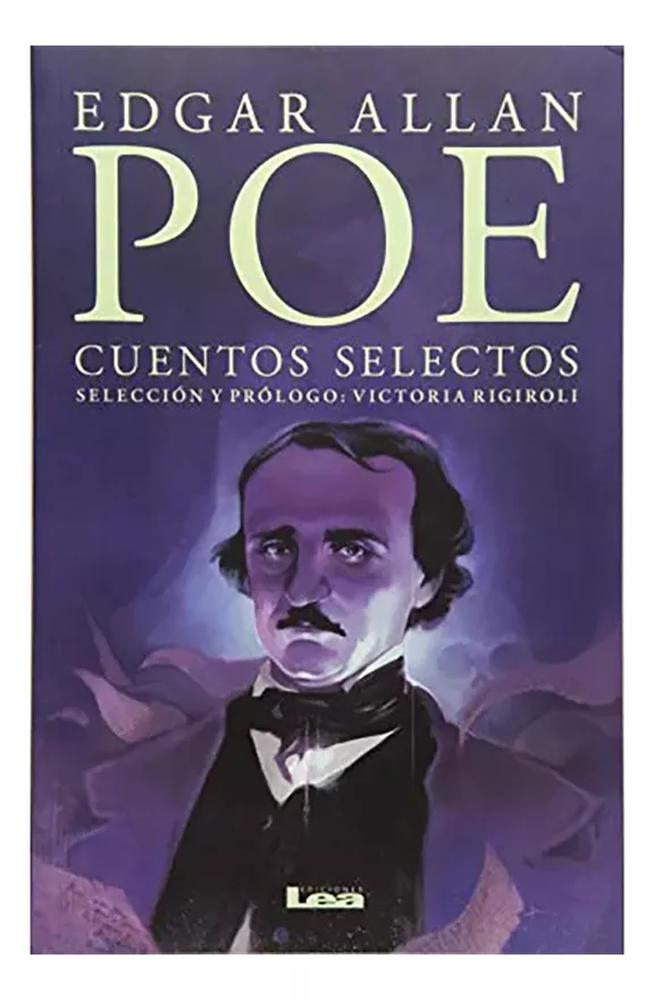 EDGAR ALLAN
POE
CUENTOS SELECTOS
SELECCIÓN Y PRÓLOGO: VICTORIA RIGIROLI
EDICIONES
Lea